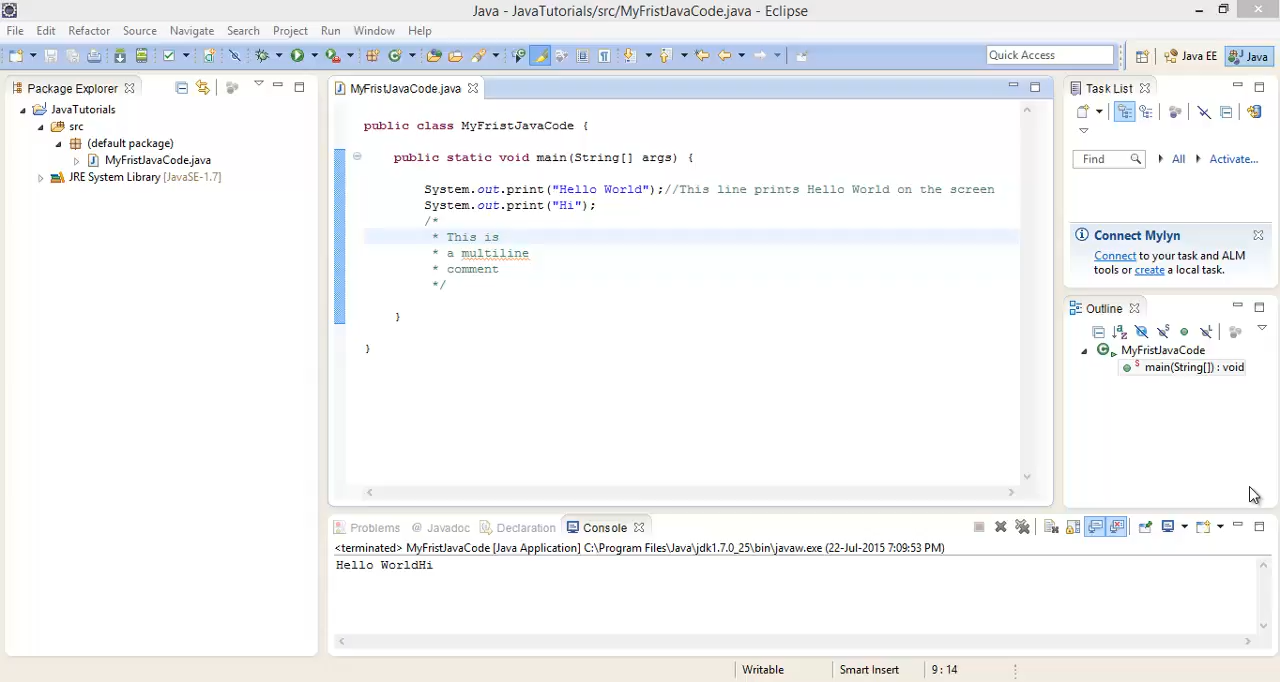 Java - JavaTutorials/src/MyFristJavaCode.java - Eclipse
File Edit Refactor Source Navigate Search Project Run Window Help
Quick Access
Java EE
Java
Package Explorer
JavaTutorials
src
(default package)
MyFristJavaCode.java
JRE System Library [JavaSE-1.7]
MyFristJavaCode.java
public class MyFristJavaCode {
public static void main(String[] args) {
System.out.print("Hello World");//This line prints Hello World on the screen
System.out.print("Hi");
/*
* This is
* a multiline
* comment
*/
}
}
Task List
Find
All
Activate...
Connect Mylyn
Connect to your task and ALM
tools or create a local task.
Outline
MyFristJavaCode
main(String[]) : void
Problems @ Javadoc Declaration Console
<terminated> MyFristJavaCode [Java Application] C:\Program Files\Java\jdk1.7.0_25\bin\javaw.exe (22-Jul-2015 7:09:53 PM)
Hello WorldHi
Writable
Smart Insert
9 : 14